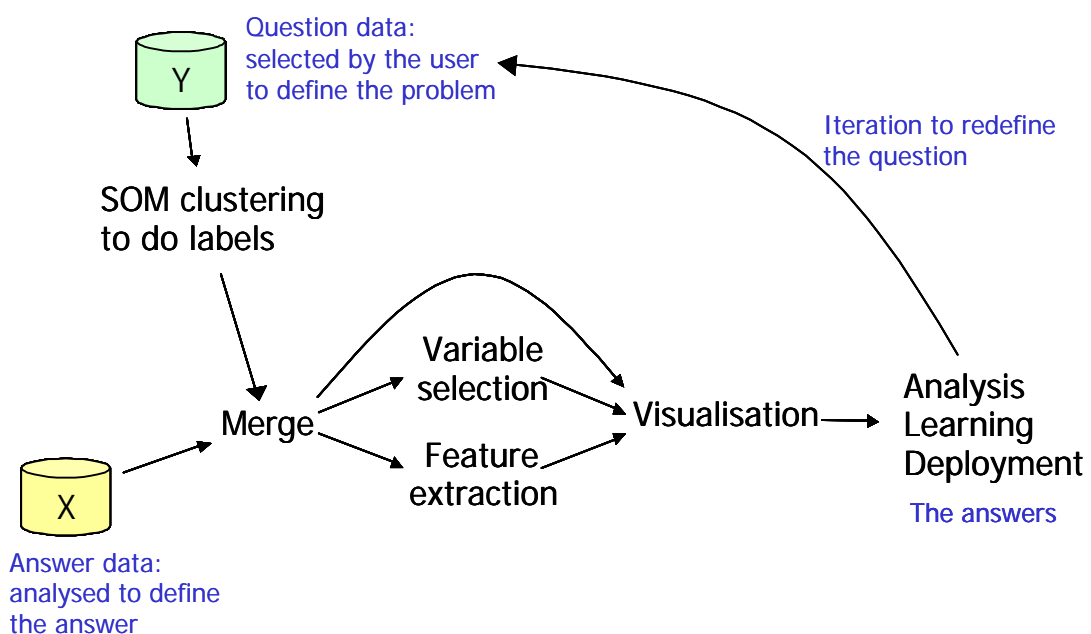 Question data:
selected by the user
to define the problem
Y
Iteration to redefine
the question
SOM clustering
to do labels
Variable
selection
Merge
Visualisation
Analysis
Learning
Deployment
Feature
extraction
X
The answers
Answer data:
analysed to define
the answer